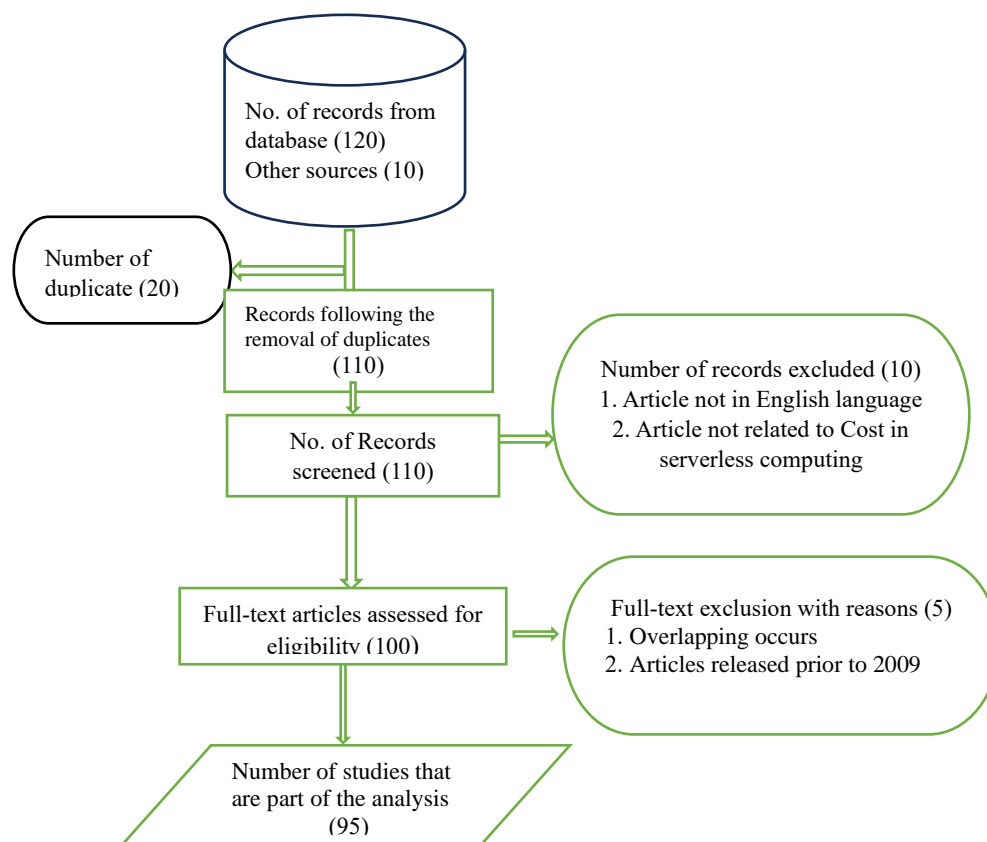 No. of records from
database (120)
Other sources (10)
Number of
duplicate (20)
Records following the
removal of duplicates
(110)
Number of records excluded (10)
1. Article not in English language
2. Article not related to Cost in
serverless computing
No. of Records
screened (110)
Full-text articles assessed for
eligibility (100)
Full-text exclusion with reasons (5)
1. Overlapping occurs
2. Articles released prior to 2009
Number of studies that
are part of the analysis
(95)